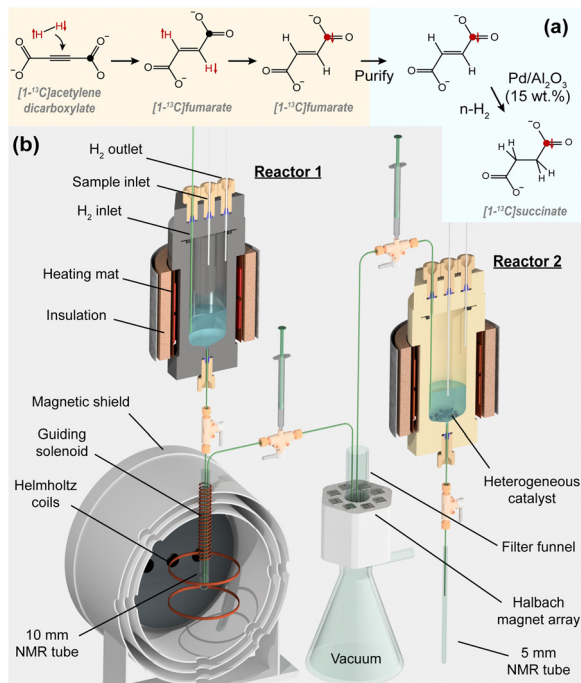 (a)
H H
O⁻ O O O⁻
[1-¹³C]acetylene
dicarboxylate
O⁻ O H H O O⁻
[1-¹³C]fumarate
O⁻ O H H O O⁻
[1-¹³C]fumarate
Purify
O⁻ O H H O O⁻
Pd/Al₂O₃
(15 wt.%)
n-H₂
O⁻ O H H H H O O⁻
[1-¹³C]succinate
(b)
H₂ outlet
Reactor 1
Sample inlet
H₂ inlet
Heating mat
Insulation
Magnetic shield
Guiding
solenoid
Helmholtz
coils
10 mm
NMR tube
Reactor 2
Heterogeneous
catalyst
Filter funnel
Halbach
magnet array
Vacuum
5 mm
NMR tube